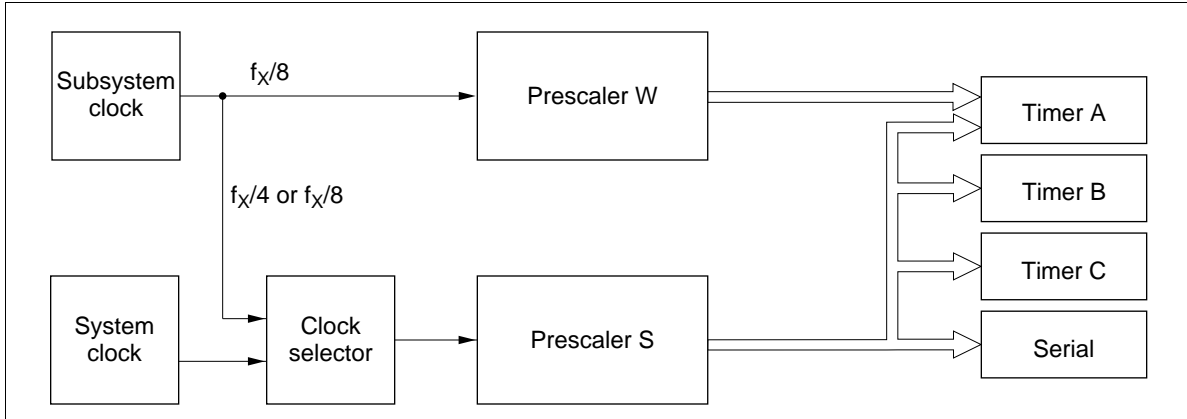 Subsystem
clock
fX/8
Prescaler W
Timer A
Timer B
fX/4 or fX/8
Timer C
System
clock
Clock
selector
Prescaler S
Serial